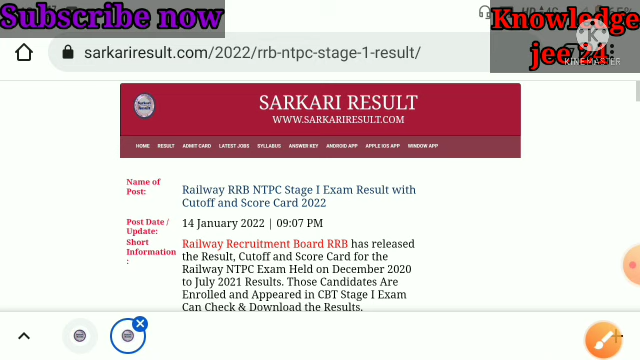 Subscribe now
Knowledge
jee 24
KINEMASTER
sarkariresult.com/2022/rrb-ntpc-stage-1-result/
SARKARI RESULT
WWW.SARKARIRESULT.COM
HOME RESULT ADMIT CARD LATEST JOBS SYLLABUS ANSWER KEY ANDROID APP APPLE IOS APP WINDOW APP
Name of Post: Railway RRB NTPC Stage I Exam Result with
Cutoff and Score Card 2022
Post Date / Update: 14 January 2022 | 09:07 PM
Short Information : Railway Recruitment Board RRB has released
the Result, Cutoff and Score Card for the
Railway NTPC Exam Held on December 2020
to July 2021 Results. Those Candidates Are
Enrolled and Appeared in CBT Stage I Exam
Can Check & Download the Results.